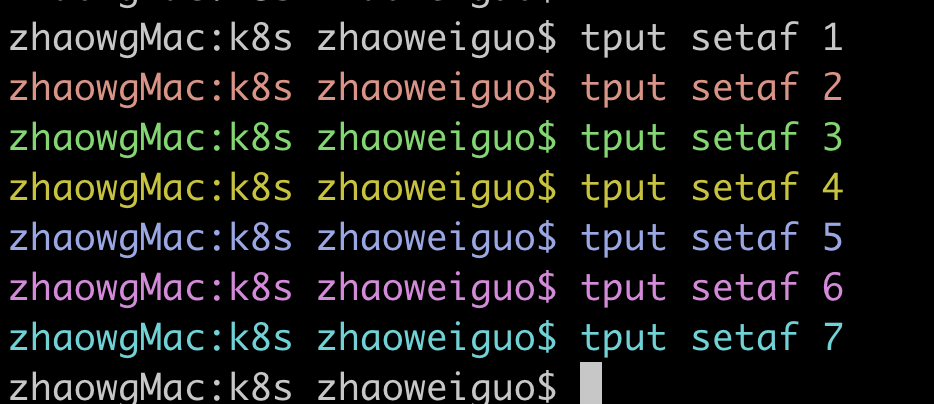 zhaowgMac:k8s zhaoweiguo$ tput setaf 1
zhaowgMac:k8s zhaoweiguo$ tput setaf 2
zhaowgMac:k8s zhaoweiguo$ tput setaf 3
zhaowgMac:k8s zhaoweiguo$ tput setaf 4
zhaowgMac:k8s zhaoweiguo$ tput setaf 5
zhaowgMac:k8s zhaoweiguo$ tput setaf 6
zhaowgMac:k8s zhaoweiguo$ tput setaf 7
zhaowgMac:k8s zhaoweiguo$